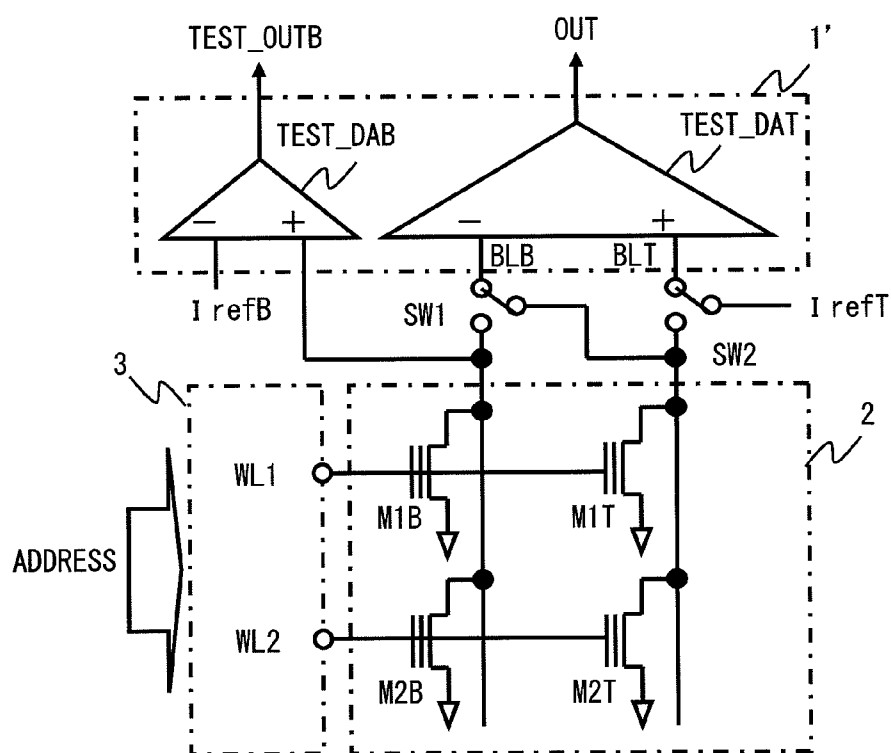 TEST_OUTB
OUT
1'
TEST_DAB
TEST_DAT
− +
− +
BLB
BLT
I refB
SW1
I refT
SW2
3
2
WL1
M1B
M1T
ADDRESS
WL2
M2B
M2T